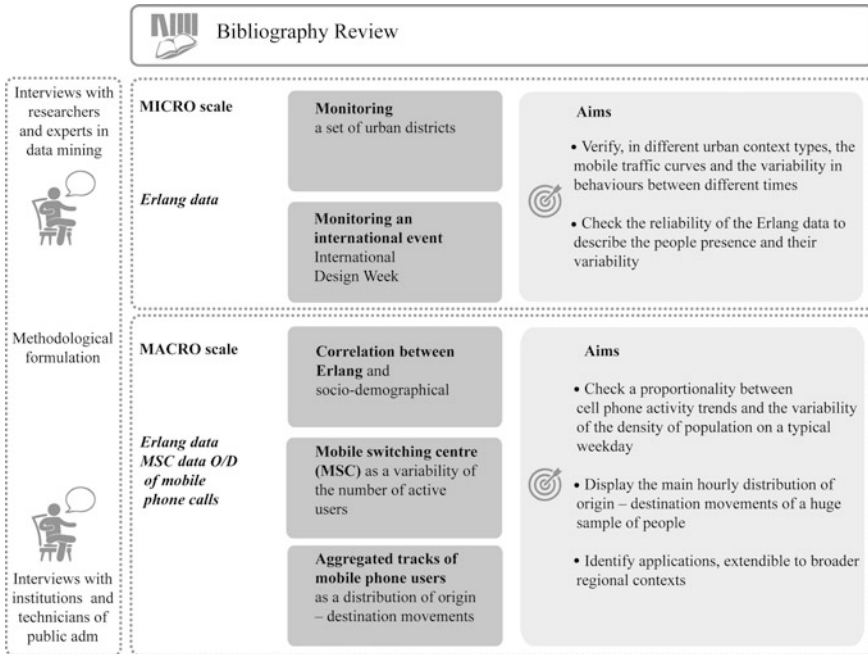 Bibliography Review
Interviews with
researchers
and experts in
data mining
Methodological
formulation
Interviews with
institutions and
technicians of
public adm
MICRO scale
Erlang data
Monitoring
a set of urban districts
Monitoring an
international event
International
Design Week
Aims
• Verify, in different urban context types, the
mobile traffic curves and the variability in
behaviours between different times
• Check the reliability of the Erlang data to
describe the people presence and their
variability
MACRO scale
Erlang data
MSC data O/D
of mobile
phone calls
Correlation between
Erlang and
socio-demographical
Mobile switching centre
(MSC) as a variability of
the number of active
users
Aggregated tracks of
mobile phone users
as a distribution of origin
– destination movements
Aims
• Check a proportionality between
cell phone activity trends and the variability
of the density of population on a typical
weekday
• Display the main hourly distribution of
origin – destination movements of a huge
sample of people
• Identify applications, extendible to broader
regional contexts